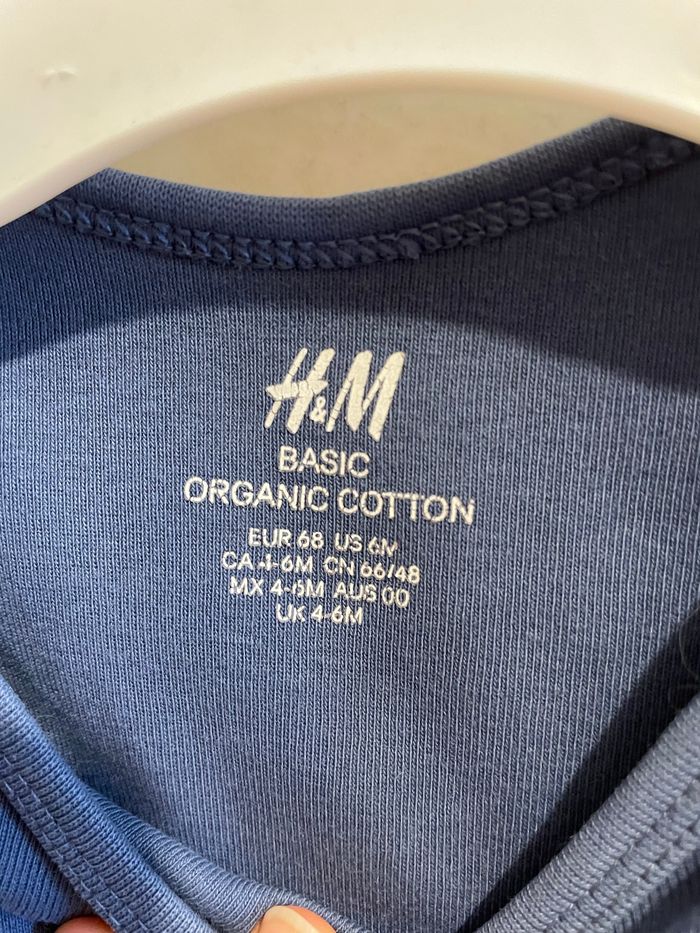 H&M
BASIC
ORGANIC COTTON
EUR 68 US 6M
CA 4-6M CN 66/48
MX 4-6M AUS 00
UK 4-6M